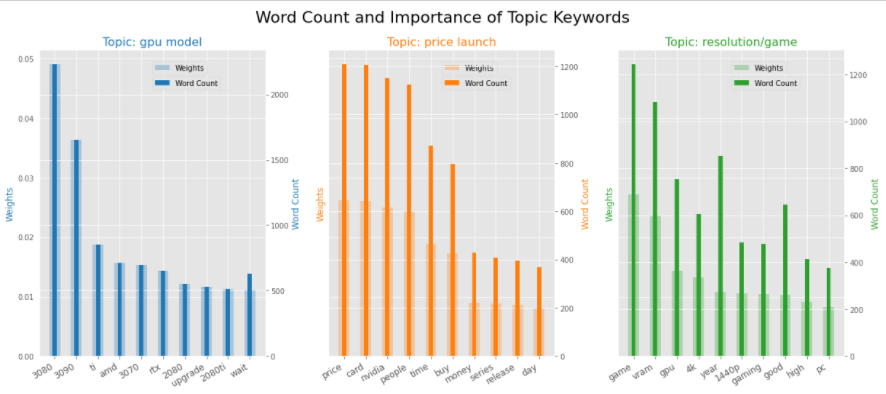 Word Count and Importance of Topic Keywords
Topic: gpu model
Weights
Word Count
0.05
0.04
0.03
0.02
0.01
0.00
Weights
2000
1500
1000
500
0
Word Count
3080
3090
ti
amd
3070
rtx
2080
upgrade
2080ti
wait
Topic: price launch
Weights
Word Count
Weights
1200
1000
800
600
400
200
0
Word Count
price
card
nvidia
people
time
buy
money
series
release
day
Topic: resolution/game
Weights
Word Count
Weights
1200
1000
800
600
400
200
0
Word Count
game
vram
gpu
4k
year
1440p
gaming
good
high
pc